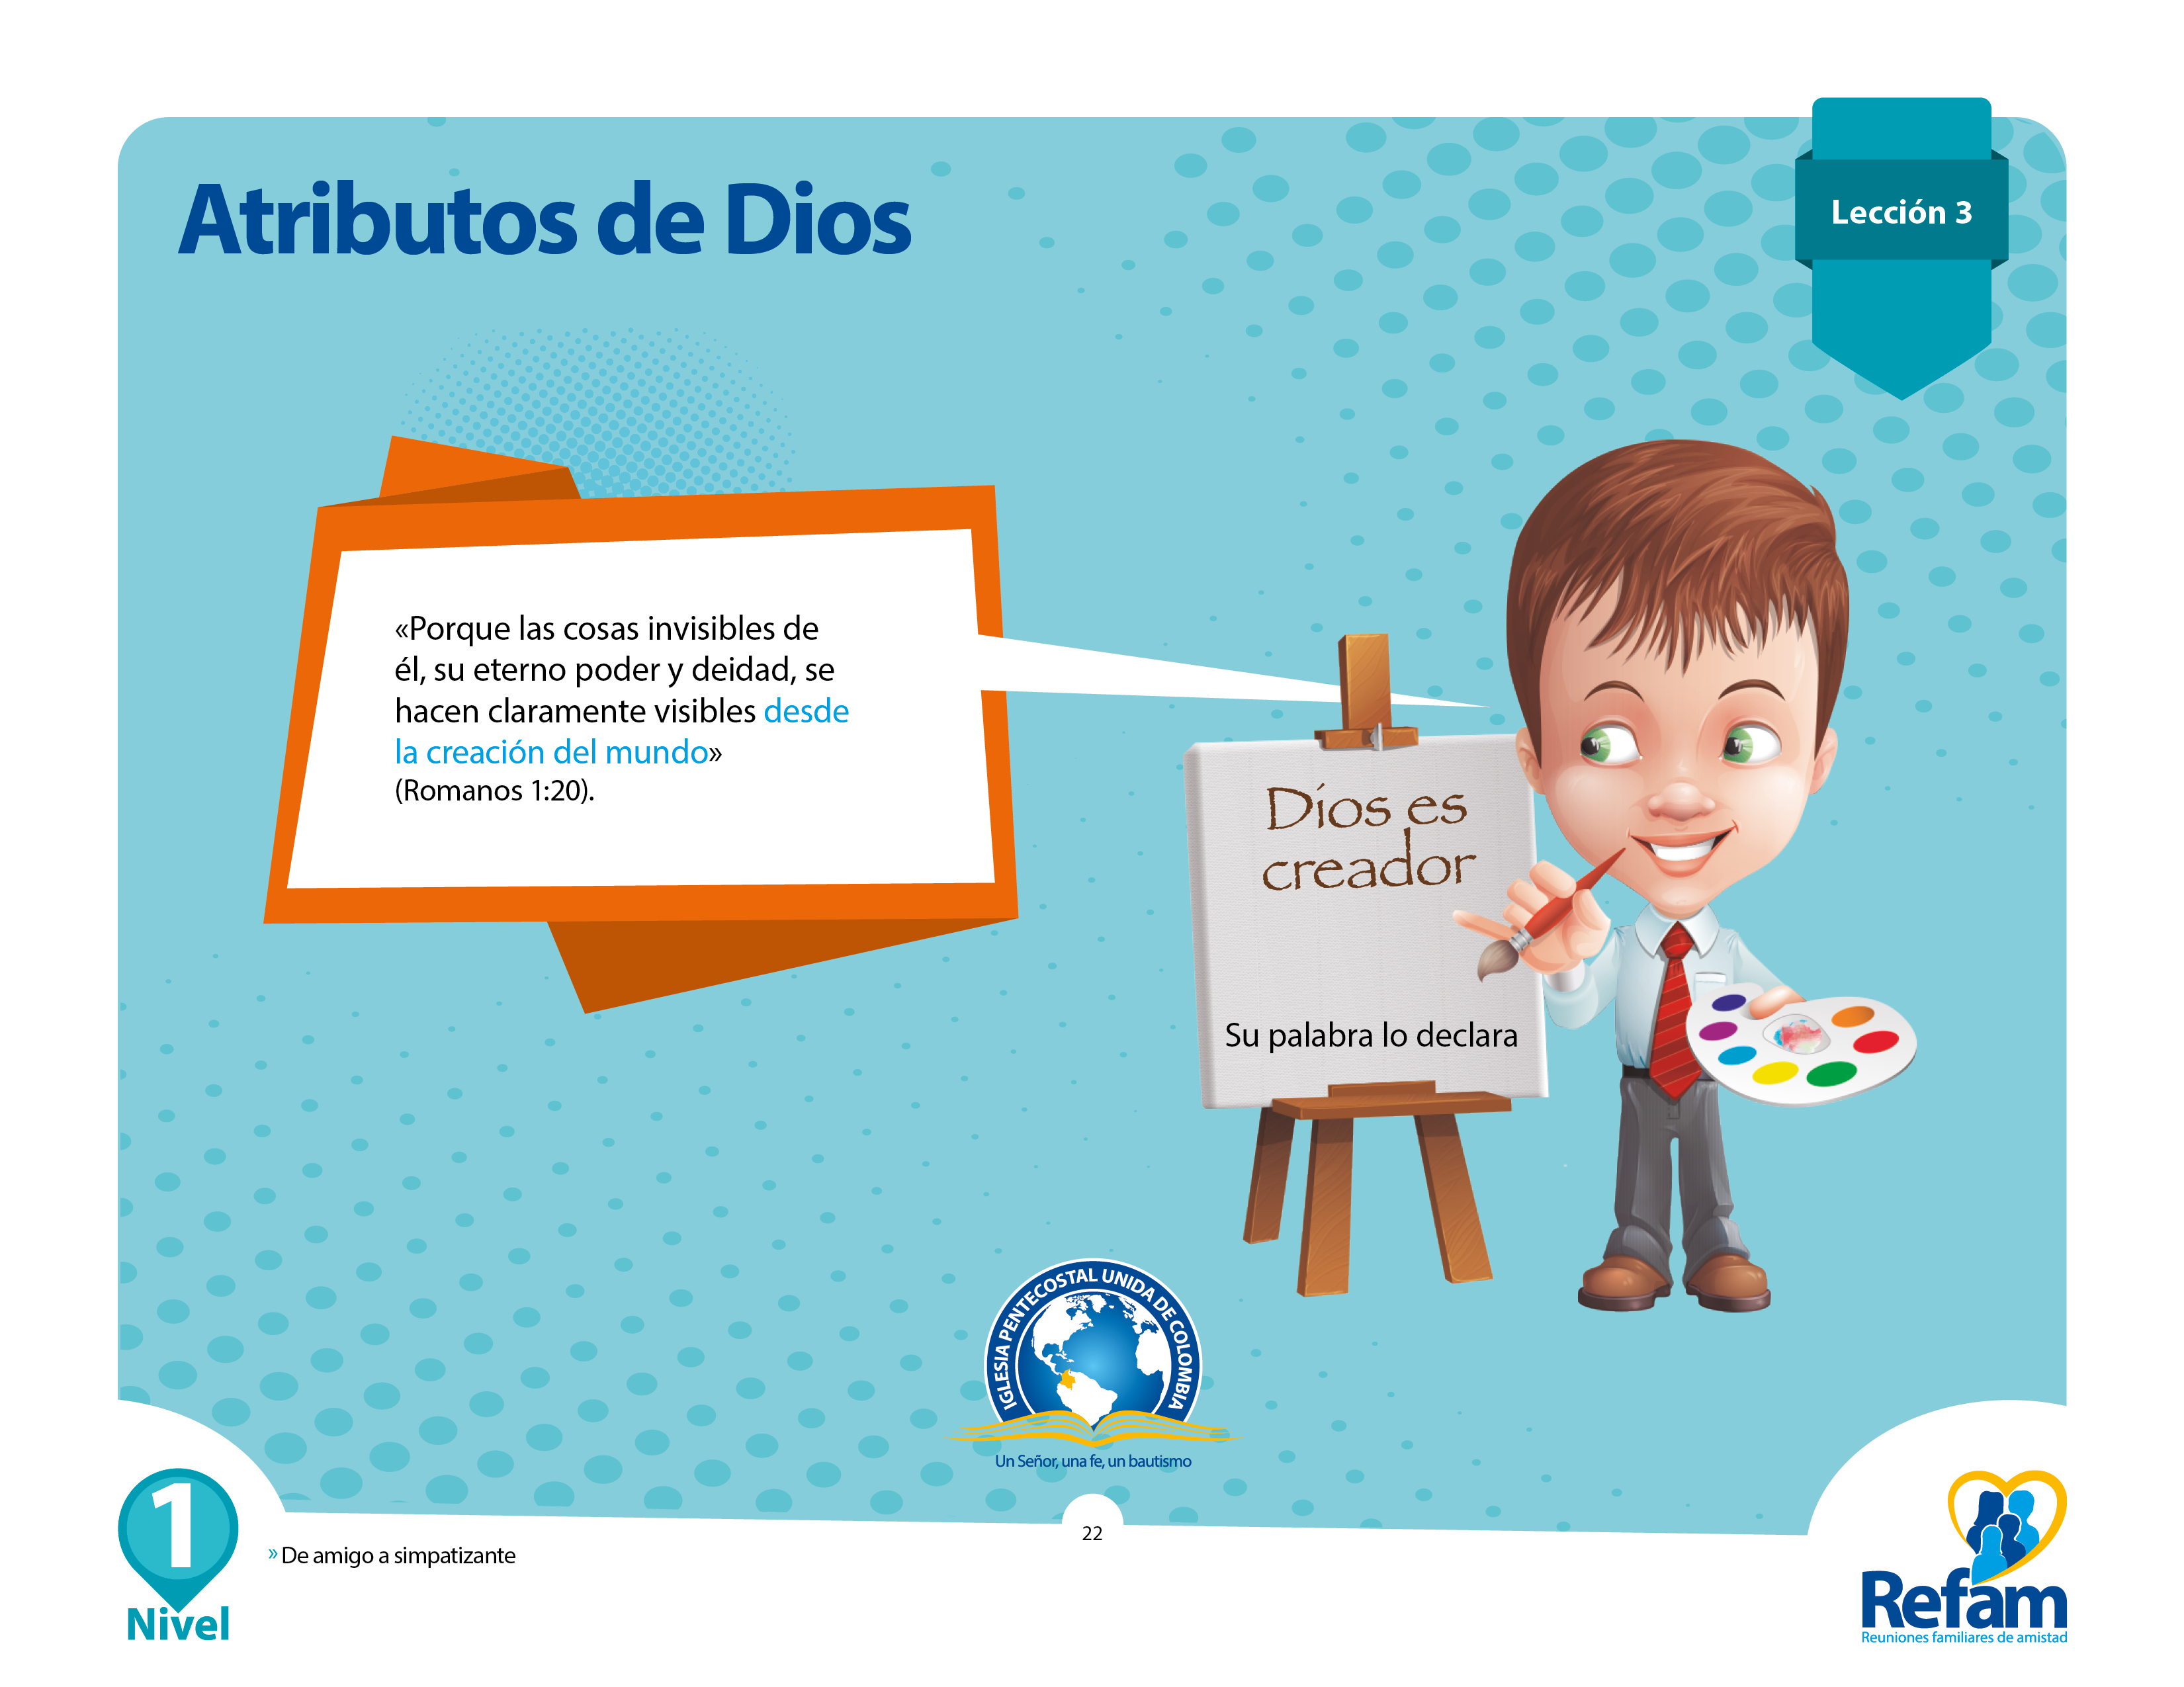 Atributos de Dios
Lección 3
«Porque las cosas invisibles de
él, su eterno poder y deidad, se
hacen claramente visibles desde
la creación del mundo»
(Romanos 1:20).
Dios es
creador
Su palabra lo declara
IGLESIA PENTECOSTAL UNIDA DE COLOMBIA
Un Señor, una fe, un bautismo
1
Nivel
» De amigo a simpatizante
22
Refam
Reuniones familiares de amistad